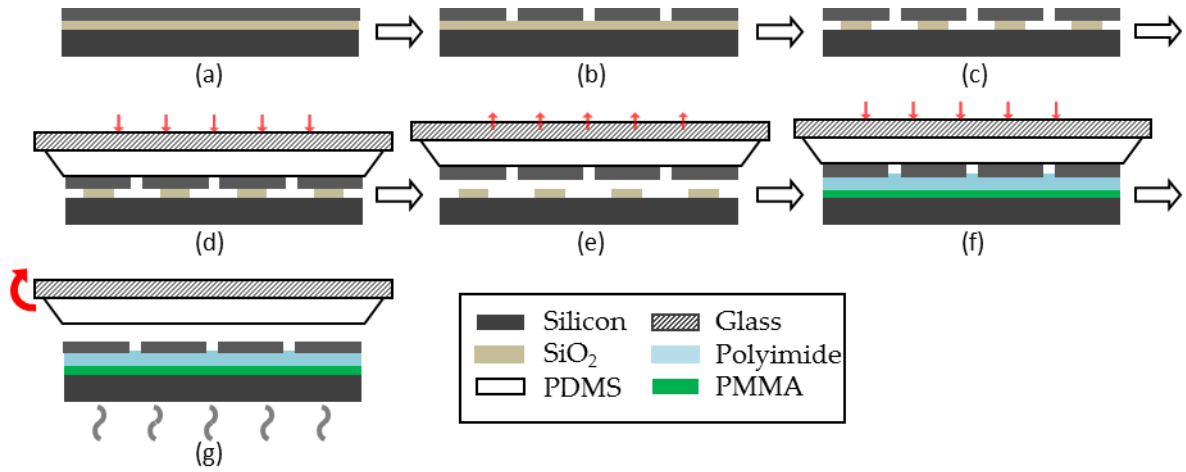 (a)
(b)
(c)
(d)
(e)
(f)
(g)
Silicon
Glass
SiO₂
Polyimide
PDMS
PMMA